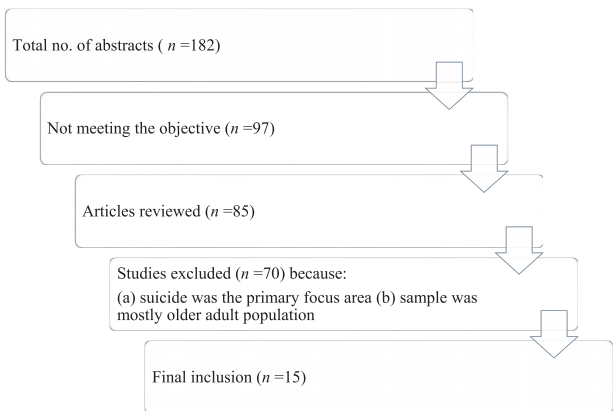 Total no. of abstracts ( n =182)
Not meeting the objective (n =97)
Articles reviewed (n =85)
Studies excluded (n =70) because:
(a) suicide was the primary focus area (b) sample was
mostly older adult population
Final inclusion (n =15)